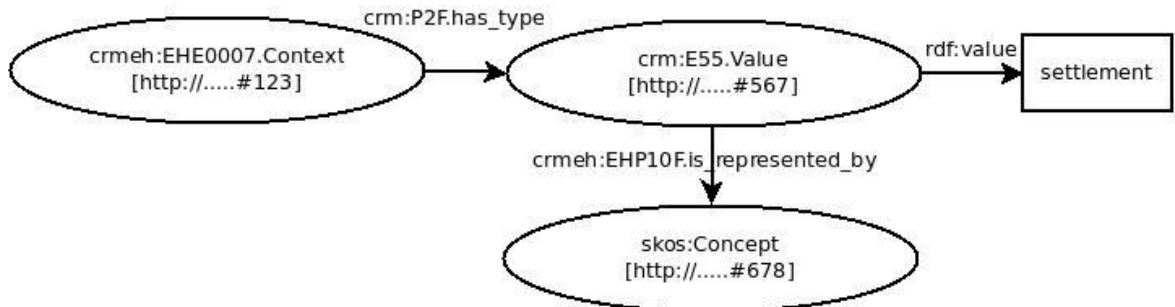 crm:P2F.has_type
crmeh:EHE0007.Context
[http://.....#123]
crm:E55.Value
[http://.....#567]
rdf:value
settlement
crmeh:EHP10F.is_represented_by
skos:Concept
[http://.....#678]